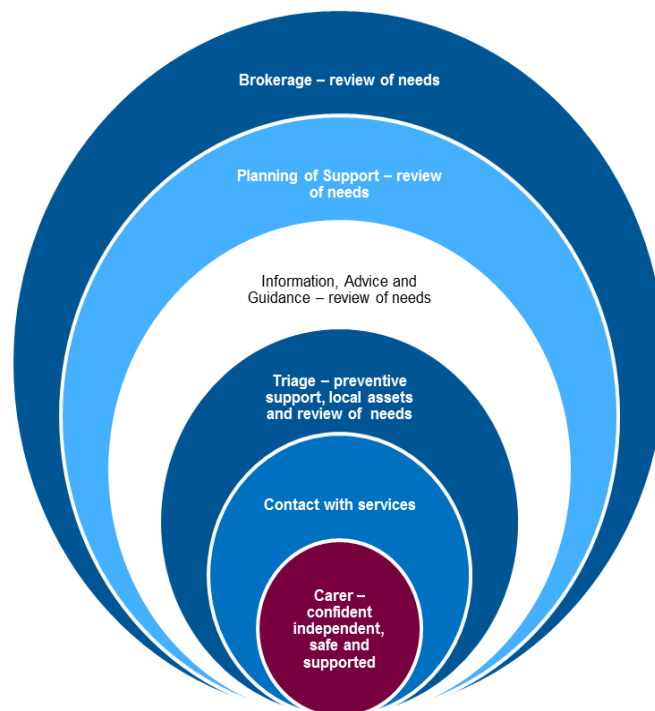 Brokerage – review of needs
Planning of Support – review
of needs
Information, Advice and
Guidance – review of needs
Triage – preventive
support, local assets
and review of needs
Contact with services
Carer –
confident
independent,
safe and
supported